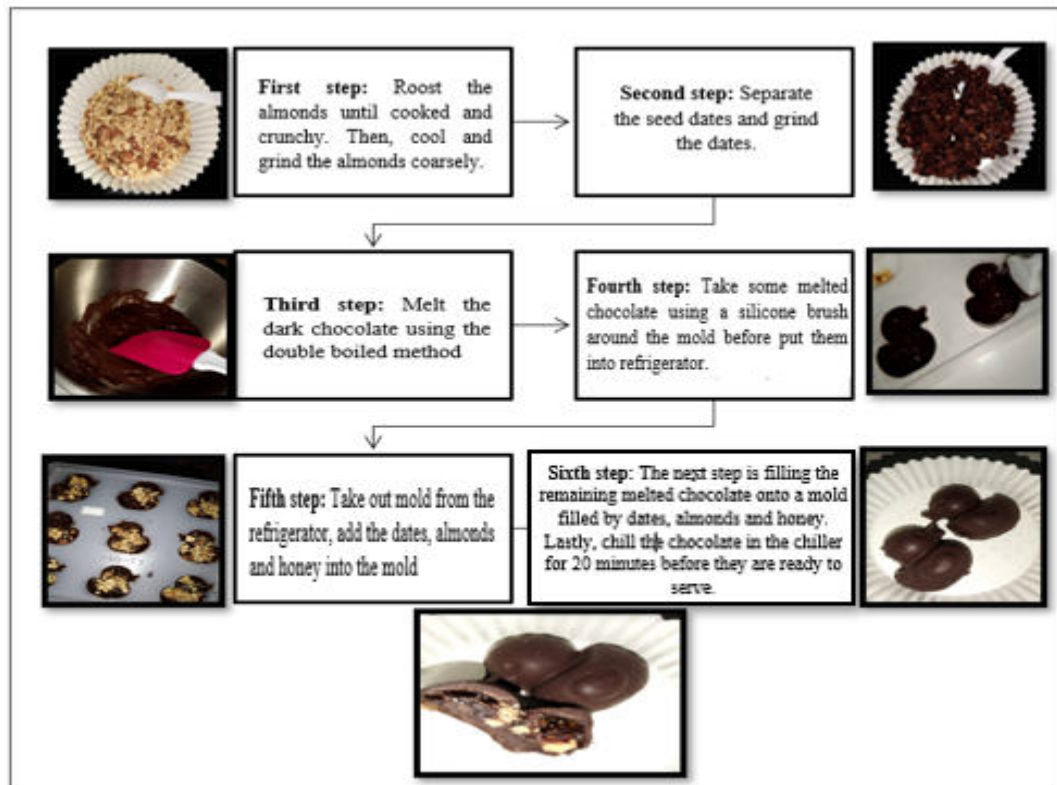 First step: Roost the
almonds until cooked and
crunchy. Then, cool and
grind the almonds coarsely.
Second step: Separate
the seed dates and grind
the dates.
Third step: Melt the
dark chocolate using the
double boiled method
Fourth step: Take some melted
chocolate using a silicone brush
around the mold before put them
into refrigerator.
Fifth step: Take out mold from the
refrigerator, add the dates, almonds
and honey into the mold
Sixth step: The next step is filling the
remaining melted chocolate onto a mold
filled by dates, almonds and honey.
Lastly, chill the chocolate in the chiller
for 20 minutes before they are ready to
serve.